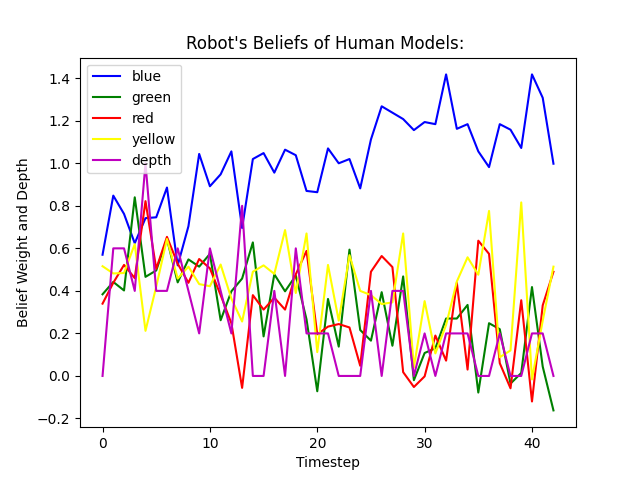 Robot's Beliefs of Human Models:
1.4
1.2
1.0
0.8
0.6
0.4
0.2
0.0
−0.2
Belief Weight and Depth
blue
green
red
yellow
depth
0 10 20 30 40
Timestep